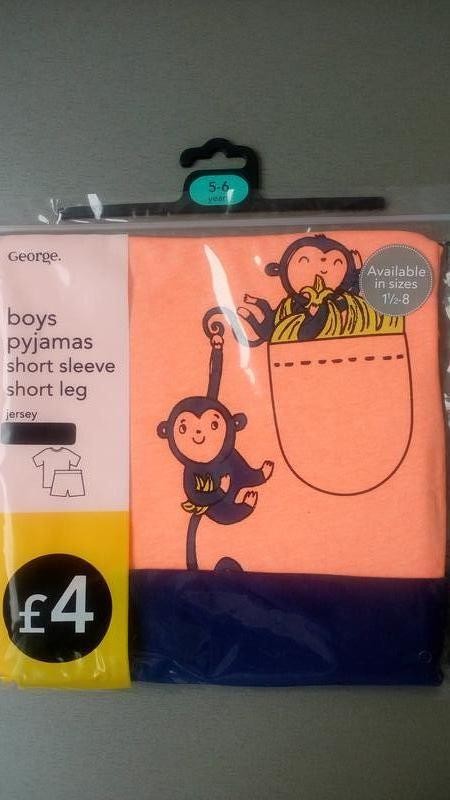 5-6
years
George.
Available
in sizes
1½-8
boys
pyjamas
short sleeve
short leg
jersey
£4